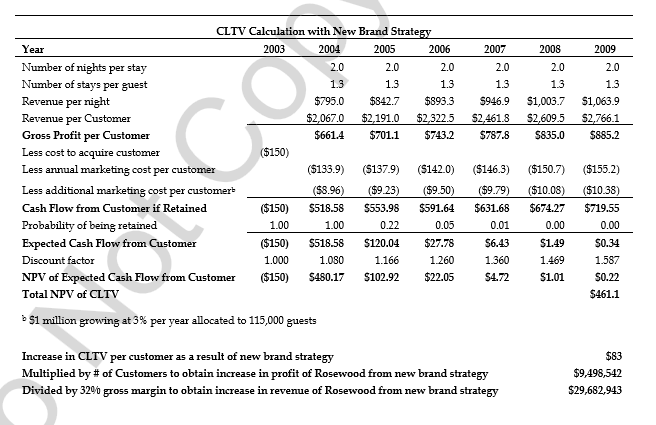 CLTV Calculation with New Brand Strategy
Year 2003 2004 2005 2006 2007 2008 2009
Number of nights per stay 2.0 2.0 2.0 2.0 2.0 2.0
Number of stays per guest 1.3 1.3 1.3 1.3 1.3 1.3
Revenue per night $795.0 $842.7 $893.3 $946.9 $1,003.7 $1,063.9
Revenue per Customer $2,067.0 $2,191.0 $2,322.5 $2,461.8 $2,609.5 $2,766.1
Gross Profit per Customer $661.4 $701.1 $743.2 $787.8 $835.0 $885.2
Less cost to acquire customer ($150)
Less annual marketing cost per customer ($133.9) ($137.9) ($142.0) ($146.3) ($150.7) ($155.2)
Less additional marketing cost per customerᵇ ($8.96) ($9.23) ($9.50) ($9.79) ($10.08) ($10.38)
Cash Flow from Customer if Retained ($150) $518.58 $553.98 $591.64 $631.68 $674.27 $719.55
Probability of being retained 1.00 1.00 0.22 0.05 0.01 0.00 0.00
Expected Cash Flow from Customer ($150) $518.58 $120.04 $27.78 $6.43 $1.49 $0.34
Discount factor 1.000 1.080 1.166 1.260 1.360 1.469 1.587
NPV of Expected Cash Flow from Customer ($150) $480.17 $102.92 $22.05 $4.72 $1.01 $0.22
Total NPV of CLTV $461.1
ᵇ $1 million growing at 3% per year allocated to 115,000 guests
Increase in CLTV per customer as a result of new brand strategy $83
Multiplied by # of Customers to obtain increase in profit of Rosewood from new brand strategy $9,498,542
Divided by 32% gross margin to obtain increase in revenue of Rosewood from new brand strategy $29,682,943
o Not Copy